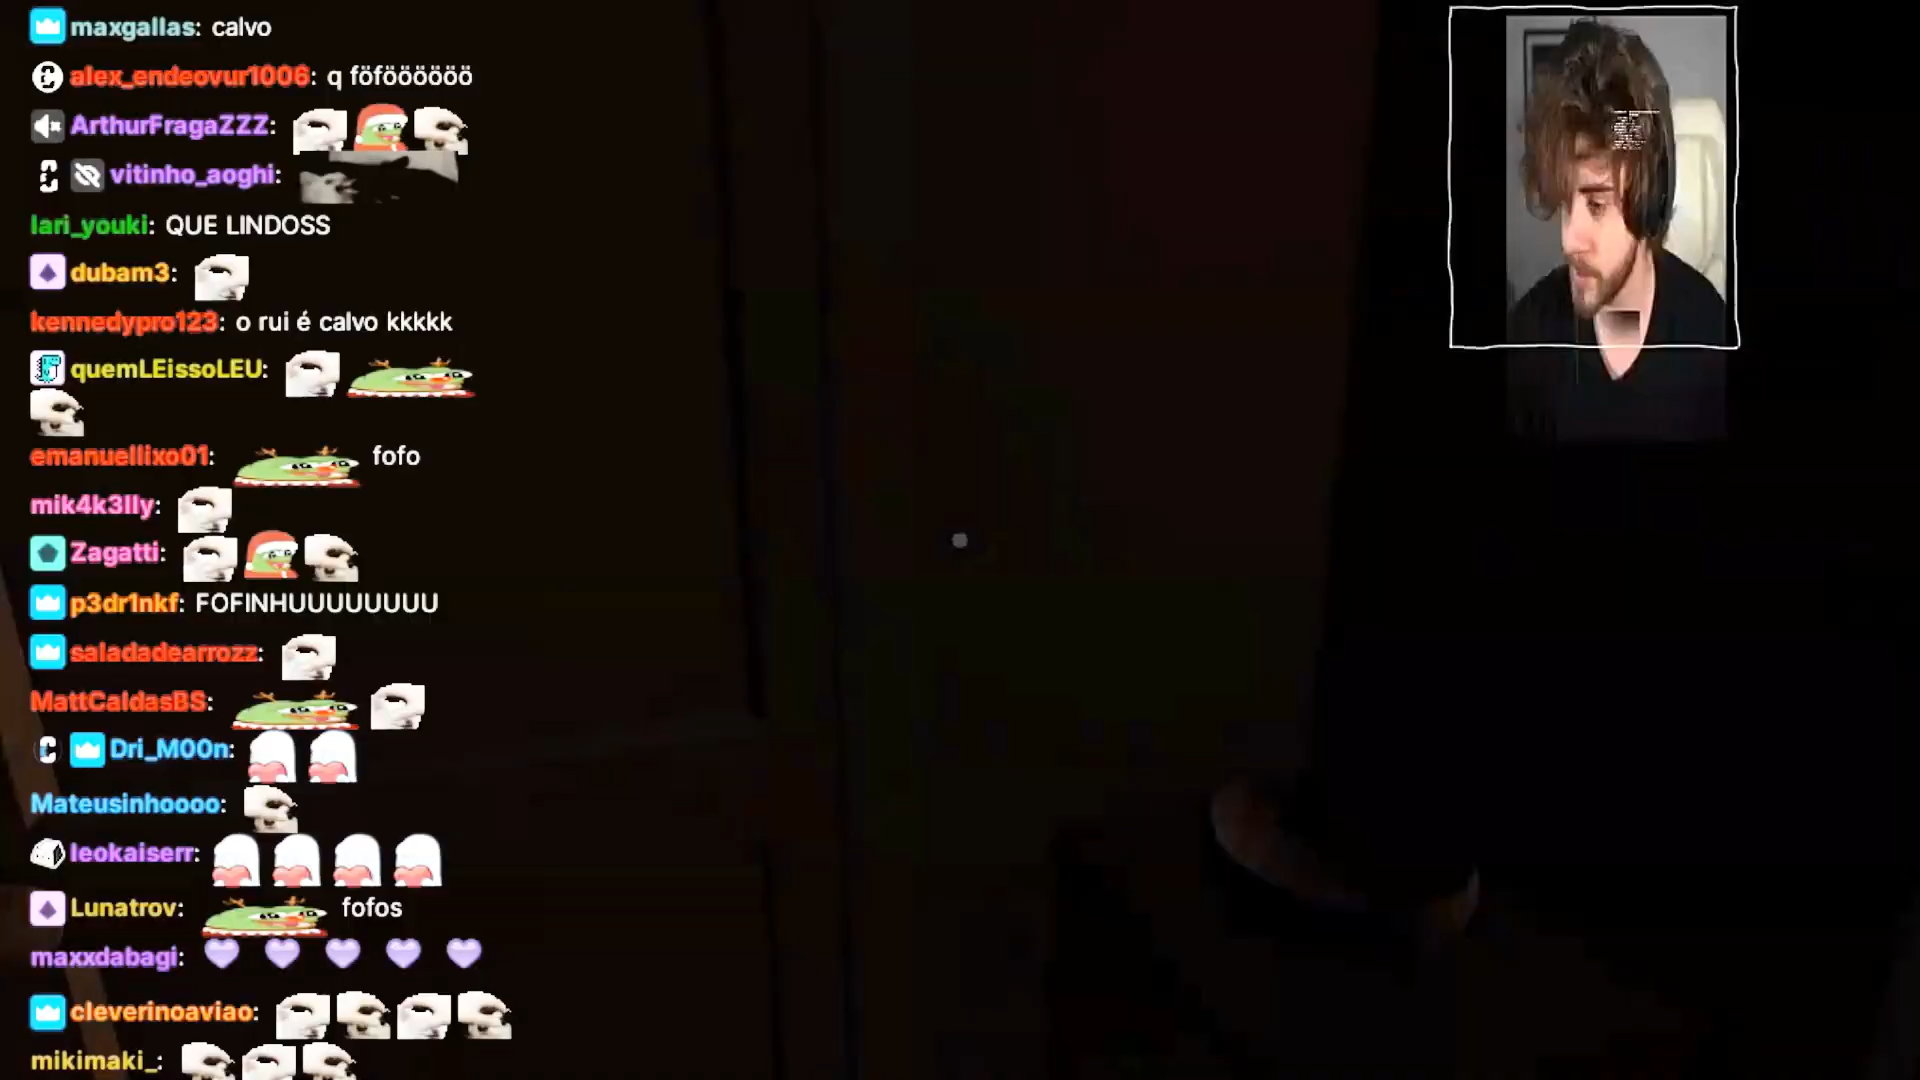 maxgallas: calvo
alex_endeovur1006: q föföööööö
ArthurFragaZZZ:
vitinho_aoghi:
lari_youki: QUE LINDOSS
dubam3:
kennedypro123: o rui é calvo kkkkk
quemLEissoLEU:
emanuellixo01: fofo
mik4k3lly:
Zagatti:
p3dr1nkf: FOFINHUUUUUUUU
saladadearrozz:
MattCaldasBS:
Dri_M00n:
Mateusinhoooo:
leokaiserr:
Lunatrov: fofos
maxxdabagi:
cleverinoaviao:
mikimaki_: